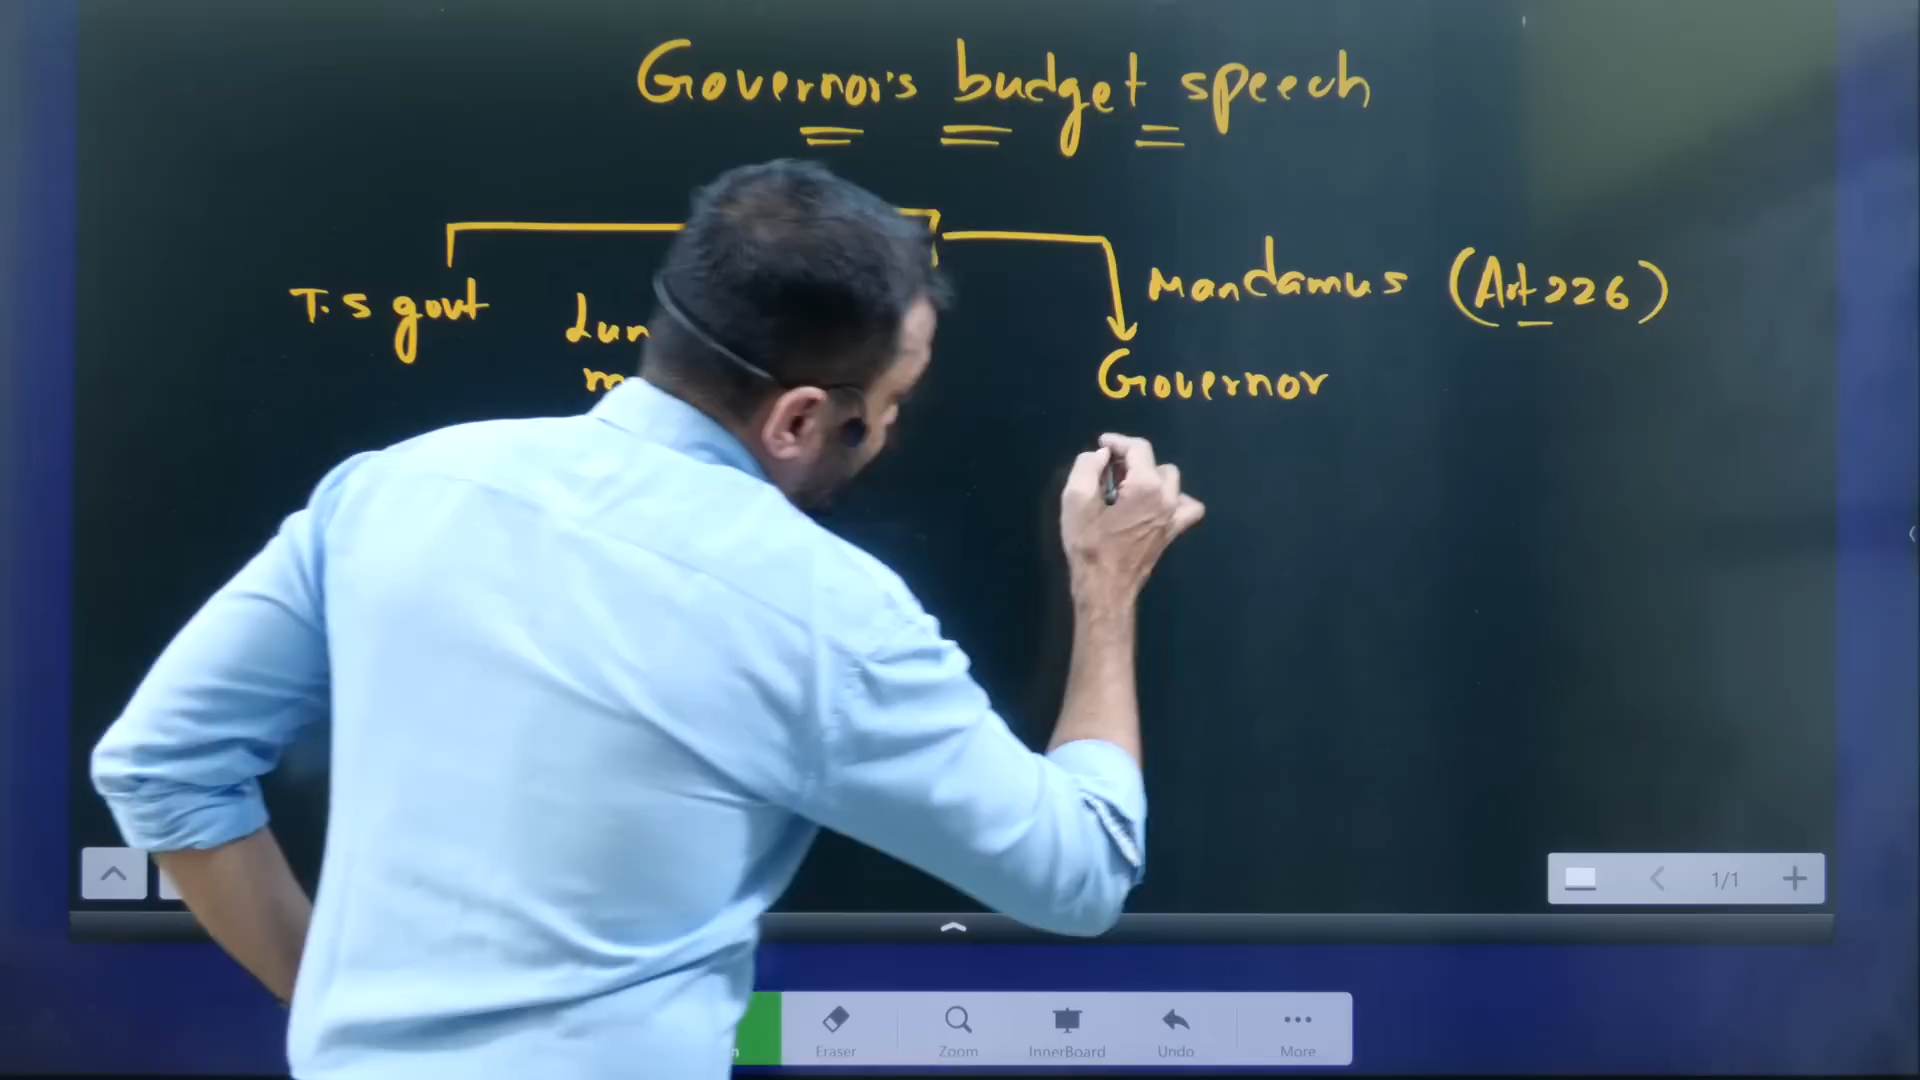 Governor's budget speech
T.S govt
Mandamus (Art 226)
Governor
1/1
Eraser
Zoom
InnerBoard
Undo
More